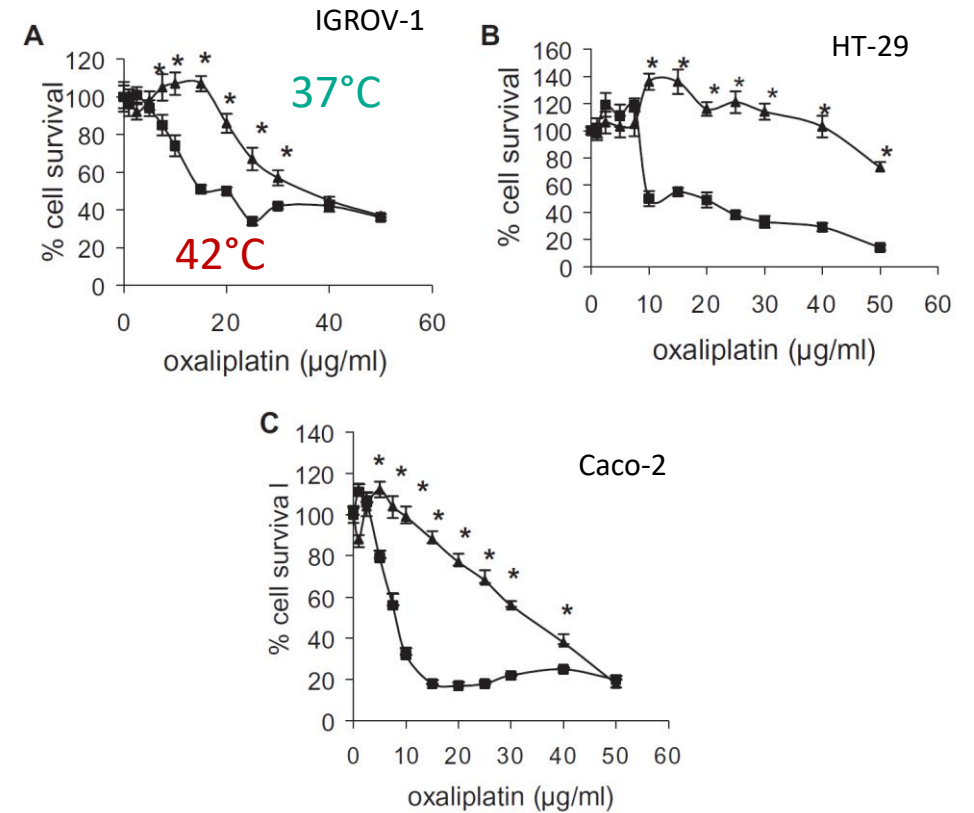 A
IGROV-1
120
100
80
60
40
20
0
% cell survival
* * * * * *
37°C
42°C
0 20 40 60
oxaliplatin (µg/ml)
B
HT-29
160
140
120
100
80
60
40
20
0
% cell survival
* * * * * * *
0 10 20 30 40 50 60
oxaliplatin (µg/ml)
C
Caco-2
140
120
100
80
60
40
20
0
% cell surviva l
* * * * * * * *
0 10 20 30 40 50 60
oxaliplatin (µg/ml)